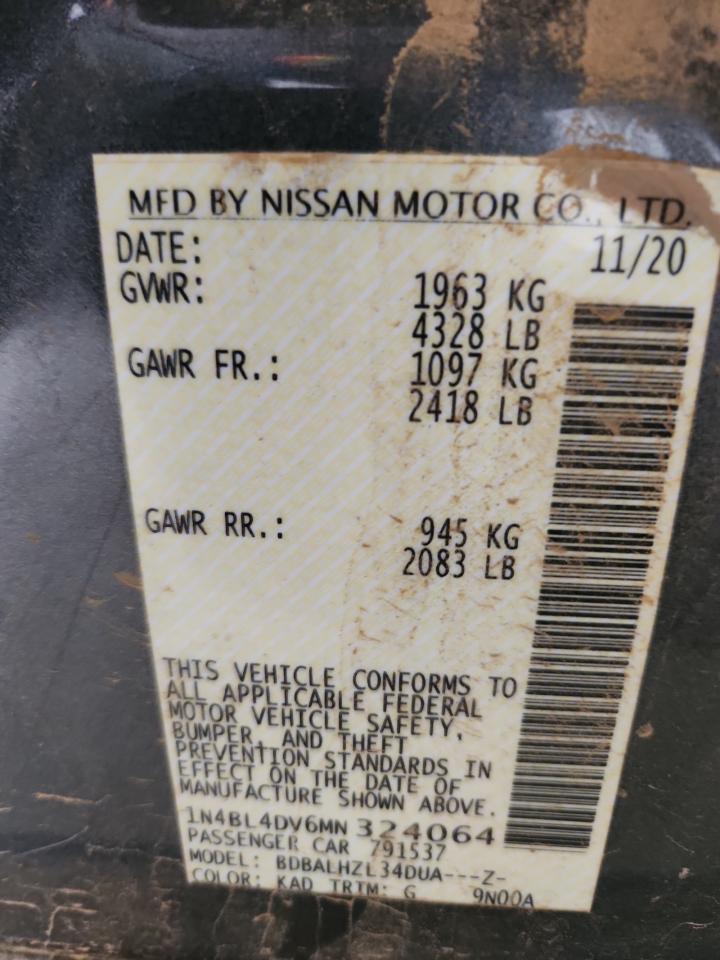 MFD BY NISSAN MOTOR CO., LTD.
DATE: 11/20
GVWR: 1963 KG
4328 LB
GAWR FR.: 1097 KG
2418 LB
GAWR RR.: 945 KG
2083 LB
THIS VEHICLE CONFORMS TO
ALL APPLICABLE FEDERAL
MOTOR VEHICLE SAFETY,
BUMPER, AND THEFT
PREVENTION STANDARDS IN
EFFECT ON THE DATE OF
MANUFACTURE SHOWN ABOVE.
1N4BL4DV6MN324064
PASSENGER CAR 791537
MODEL: BDBALHZL34DUA---Z-
COLOR: KAD TRIM: G 9N00A